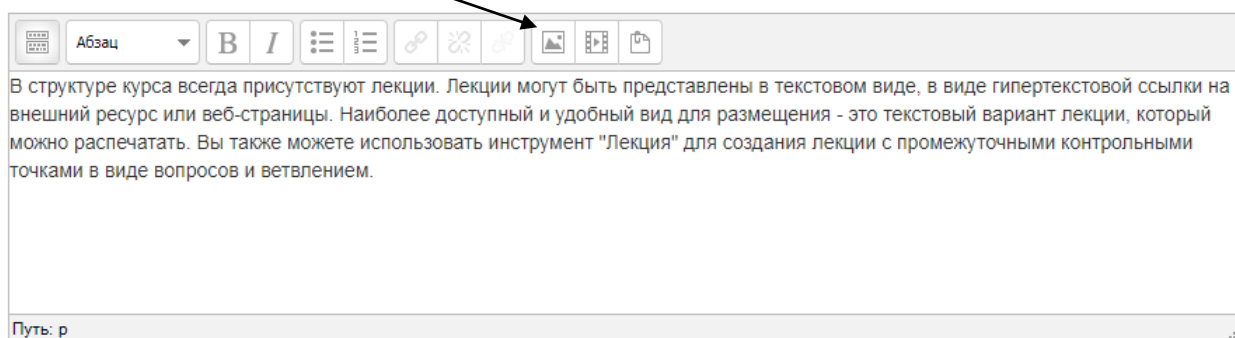 Абзац B I
В структуре курса всегда присутствуют лекции. Лекции могут быть представлены в текстовом виде, в виде гипертекстовой ссылки на
внешний ресурс или веб-страницы. Наиболее доступный и удобный вид для размещения - это текстовый вариант лекции, который
можно распечатать. Вы также можете использовать инструмент "Лекция" для создания лекции с промежуточными контрольными
точками в виде вопросов и ветвлением.
Путь: p